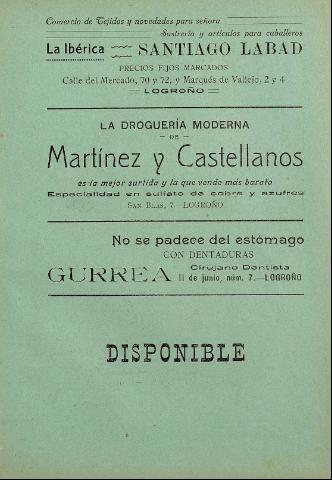 Comercio de Tejidos y novedades para señora
Sastrería y artículos para caballeros
La Ibérica SANTIAGO LABAD
PRECIOS FIJOS MARCADOS
Calle del Mercado, 70 y 72, y Marqués de Vallejo, 2 y 4
LOGROÑO
LA DROGUERÍA MODERNA
- DE -
Martínez y Castellanos
es la mejor surtida y la que vende más barato
Especialidad en sulfato de cobre y azufres
SAN BLAS, 7.—LOGROÑO
No se padece del estómago
CON DENTADURAS
GURREA Cirujano Dentista
11 de junio, núm. 7.—LOGROÑO
DISPONIBLE